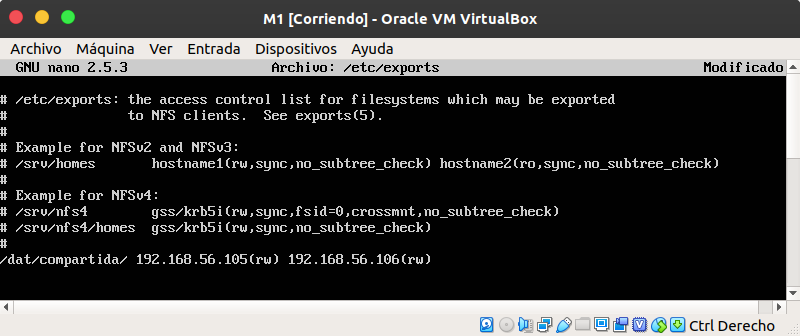 M1 [Corriendo] - Oracle VM VirtualBox
Archivo Máquina Ver Entrada Dispositivos Ayuda
GNU nano 2.5.3 Archivo: /etc/exports Modificado
# /etc/exports: the access control list for filesystems which may be exported
# to NFS clients. See exports(5).
#
# Example for NFSv2 and NFSv3:
# /srv/homes hostname1(rw,sync,no_subtree_check) hostname2(ro,sync,no_subtree_check)
#
# Example for NFSv4:
# /srv/nfs4 gss/krb5i(rw,sync,fsid=0,crossmnt,no_subtree_check)
# /srv/nfs4/homes gss/krb5i(rw,sync,no_subtree_check)
#
/dat/compartida/ 192.168.56.105(rw) 192.168.56.106(rw)
Ctrl Derecho